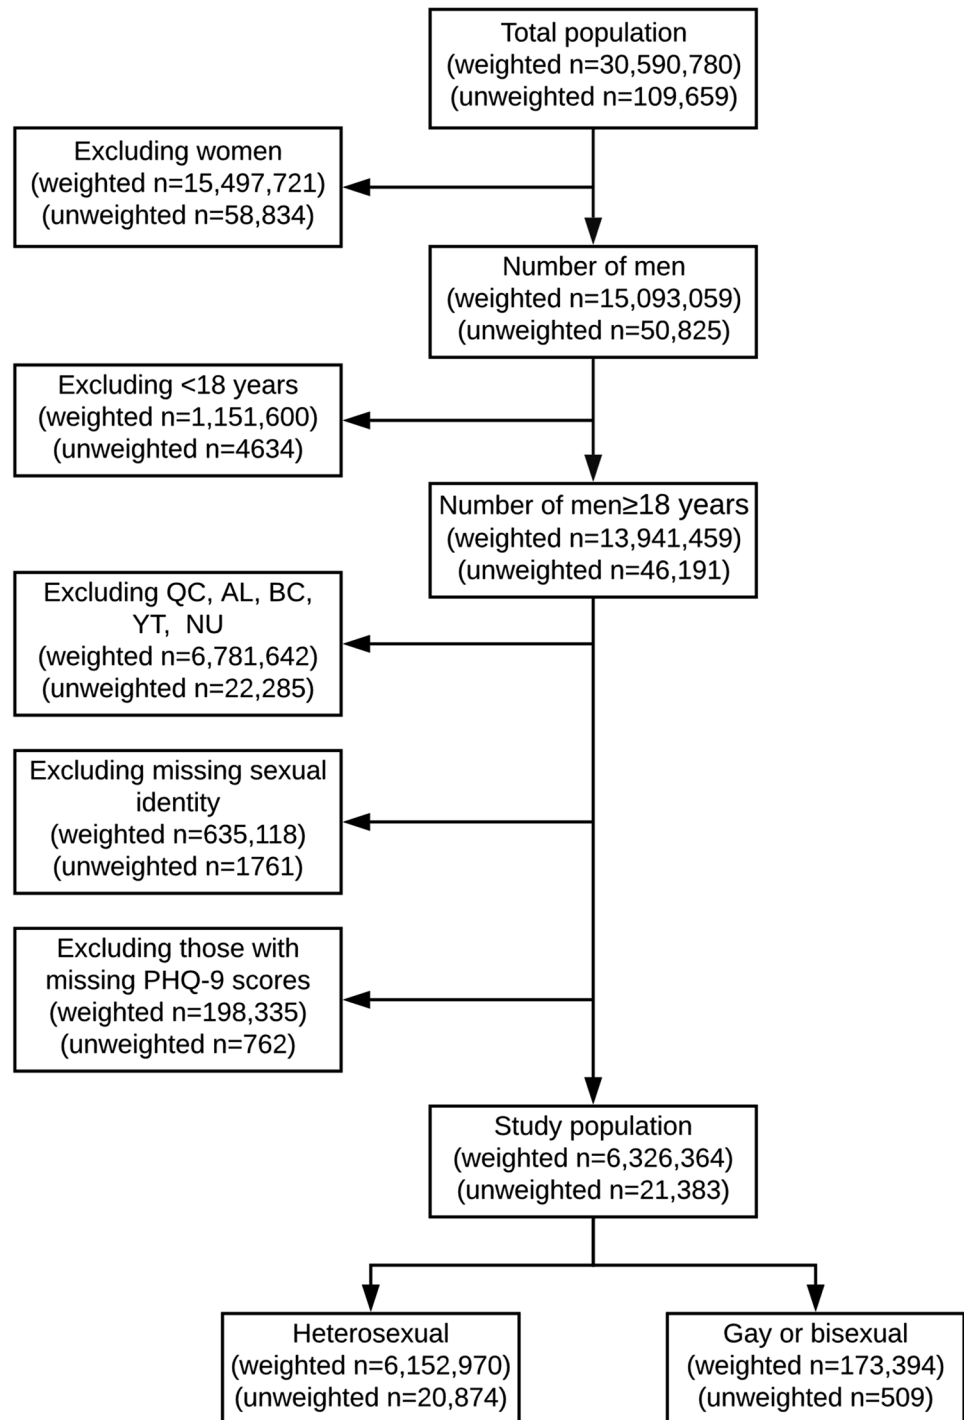 Total population
(weighted n=30,590,780)
(unweighted n=109,659)
Excluding women
(weighted n=15,497,721)
(unweighted n=58,834)
Number of men
(weighted n=15,093,059)
(unweighted n=50,825)
Excluding <18 years
(weighted n=1,151,600)
(unweighted n=4634)
Number of men≥18 years
(weighted n=13,941,459)
(unweighted n=46,191)
Excluding QC, AL, BC,
YT, NU
(weighted n=6,781,642)
(unweighted n=22,285)
Excluding missing sexual
identity
(weighted n=635,118)
(unweighted n=1761)
Excluding those with
missing PHQ-9 scores
(weighted n=198,335)
(unweighted n=762)
Study population
(weighted n=6,326,364)
(unweighted n=21,383)
Heterosexual
(weighted n=6,152,970)
(unweighted n=20,874)
Gay or bisexual
(weighted n=173,394)
(unweighted n=509)